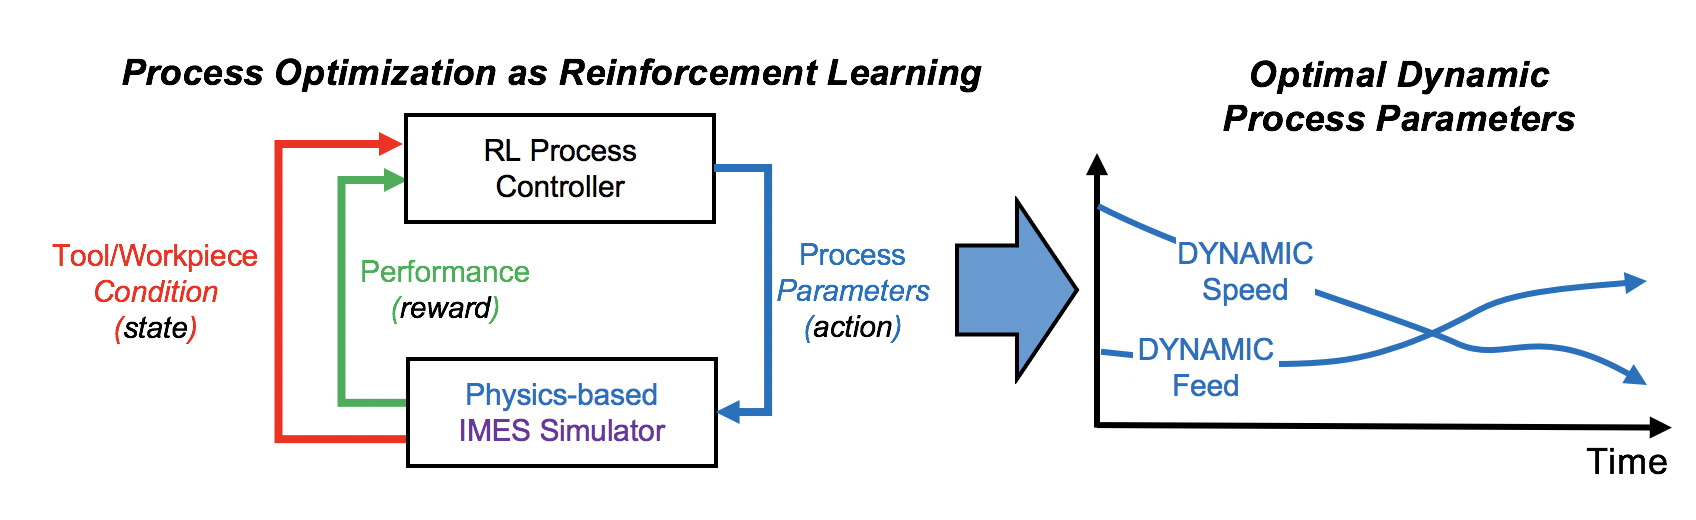 Process Optimization as Reinforcement Learning
RL Process
Controller
Tool/Workpiece
Condition
(state)
Performance
(reward)
Process
Parameters
(action)
Physics-based
IMES Simulator
Optimal Dynamic
Process Parameters
DYNAMIC
Speed
DYNAMIC
Feed
Time